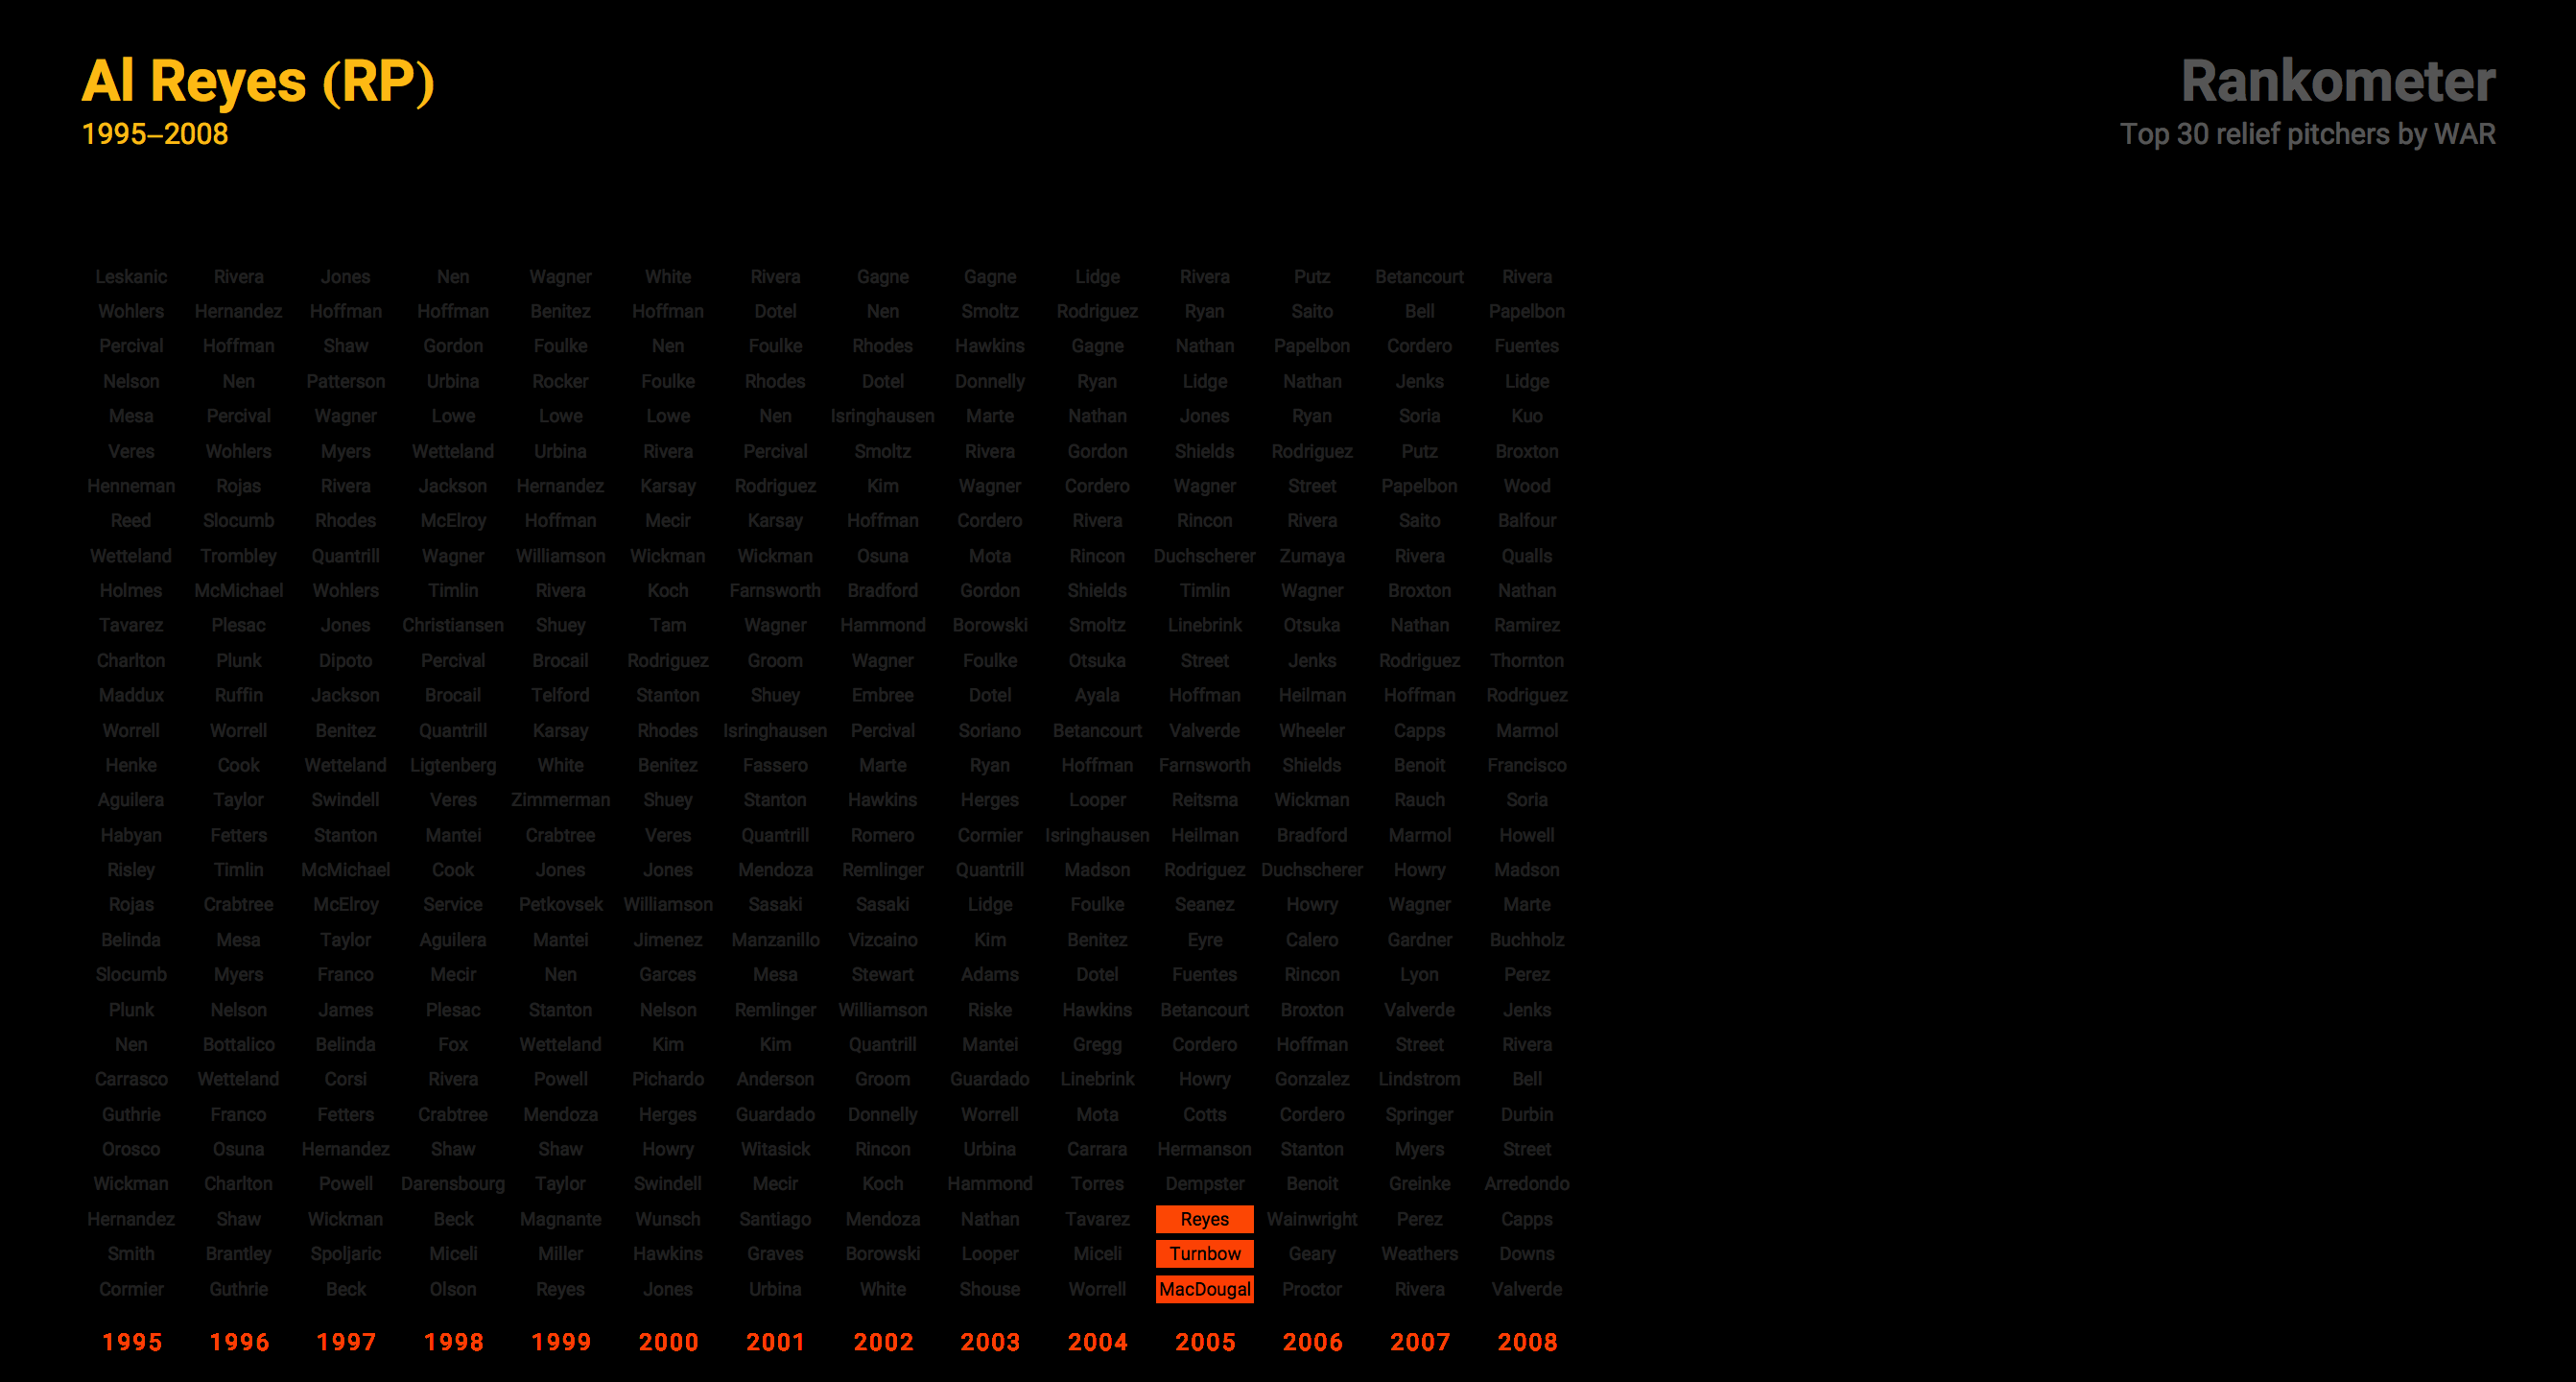 Al Reyes (RP)
1995–2008
Rankometer
Top 30 relief pitchers by WAR
Leskanic Rivera Jones Nen Wagner White Rivera Gagne Gagne Lidge Rivera Putz Betancourt Rivera
Wohlers Hernandez Hoffman Hoffman Benitez Hoffman Dotel Nen Smoltz Rodriguez Ryan Saito Bell Papelbon
Percival Hoffman Shaw Gordon Foulke Nen Foulke Rhodes Hawkins Gagne Nathan Papelbon Cordero Fuentes
Nelson Nen Patterson Urbina Rocker Foulke Rhodes Dotel Donnelly Ryan Lidge Nathan Jenks Lidge
Mesa Percival Wagner Lowe Lowe Lowe Nen Isringhausen Marte Nathan Jones Ryan Soria Kuo
Veres Wohlers Myers Wetteland Urbina Rivera Percival Smoltz Rivera Gordon Shields Rodriguez Putz Broxton
Henneman Rojas Rivera Jackson Hernandez Karsay Rodriguez Kim Wagner Cordero Wagner Street Papelbon Wood
Reed Slocumb Rhodes McElroy Hoffman Mecir Karsay Hoffman Cordero Rivera Rincon Rivera Saito Balfour
Wetteland Trombley Quantrill Wagner Williamson Wickman Wickman Osuna Mota Rincon Duchscherer Zumaya Rivera Qualls
Holmes McMichael Wohlers Timlin Rivera Koch Farnsworth Bradford Gordon Shields Timlin Wagner Broxton Nathan
Tavarez Plesac Jones Christiansen Shuey Tam Wagner Hammond Borowski Smoltz Linebrink Otsuka Nathan Ramirez
Charlton Plunk Dipoto Percival Brocail Rodriguez Groom Wagner Foulke Otsuka Street Jenks Rodriguez Thornton
Maddux Ruffin Jackson Brocail Telford Stanton Shuey Embree Dotel Ayala Hoffman Heilman Hoffman Rodriguez
Worrell Worrell Benitez Quantrill Karsay Rhodes Isringhausen Percival Soriano Betancourt Valverde Wheeler Capps Marmol
Henke Cook Wetteland Ligtenberg White Benitez Fassero Marte Ryan Hoffman Farnsworth Shields Benoit Francisco
Aguilera Taylor Swindell Veres Zimmerman Shuey Stanton Hawkins Herges Looper Reitsma Wickman Rauch Soria
Habyan Fetters Stanton Mantei Crabtree Veres Quantrill Romero Cormier Isringhausen Heilman Bradford Marmol Howell
Risley Timlin McMichael Cook Jones Jones Mendoza Remlinger Quantrill Madson Rodriguez Duchscherer Howry Madson
Rojas Crabtree McElroy Service Petkovsek Williamson Sasaki Sasaki Lidge Foulke Seanez Howry Wagner Marte
Belinda Mesa Taylor Aguilera Mantei Jimenez Manzanillo Vizcaino Kim Benitez Eyre Calero Gardner Buchholz
Slocumb Myers Franco Mecir Nen Garces Mesa Stewart Adams Dotel Fuentes Rincon Lyon Perez
Plunk Nelson James Plesac Stanton Nelson Remlinger Williamson Riske Hawkins Betancourt Broxton Valverde Jenks
Nen Bottalico Belinda Fox Wetteland Kim Kim Quantrill Mantei Gregg Cordero Hoffman Street Rivera
Carrasco Wetteland Corsi Rivera Powell Pichardo Anderson Groom Guardado Linebrink Howry Gonzalez Lindstrom Bell
Guthrie Franco Fetters Crabtree Mendoza Herges Guardado Donnelly Worrell Mota Cotts Cordero Springer Durbin
Orosco Osuna Hernandez Shaw Shaw Howry Witasick Rincon Urbina Carrara Hermanson Stanton Myers Street
Wickman Charlton Powell Darensbourg Taylor Swindell Mecir Koch Hammond Torres Dempster Benoit Greinke Arredondo
Hernandez Shaw Wickman Beck Magnante Wunsch Santiago Mendoza Nathan Tavarez Reyes Wainwright Perez Capps
Smith Brantley Spoljaric Miceli Miller Hawkins Graves Borowski Looper Miceli Turnbow Geary Weathers Downs
Cormier Guthrie Beck Olson Reyes Jones Urbina White Shouse Worrell MacDougal Proctor Rivera Valverde
1995 1996 1997 1998 1999 2000 2001 2002 2003 2004 2005 2006 2007 2008